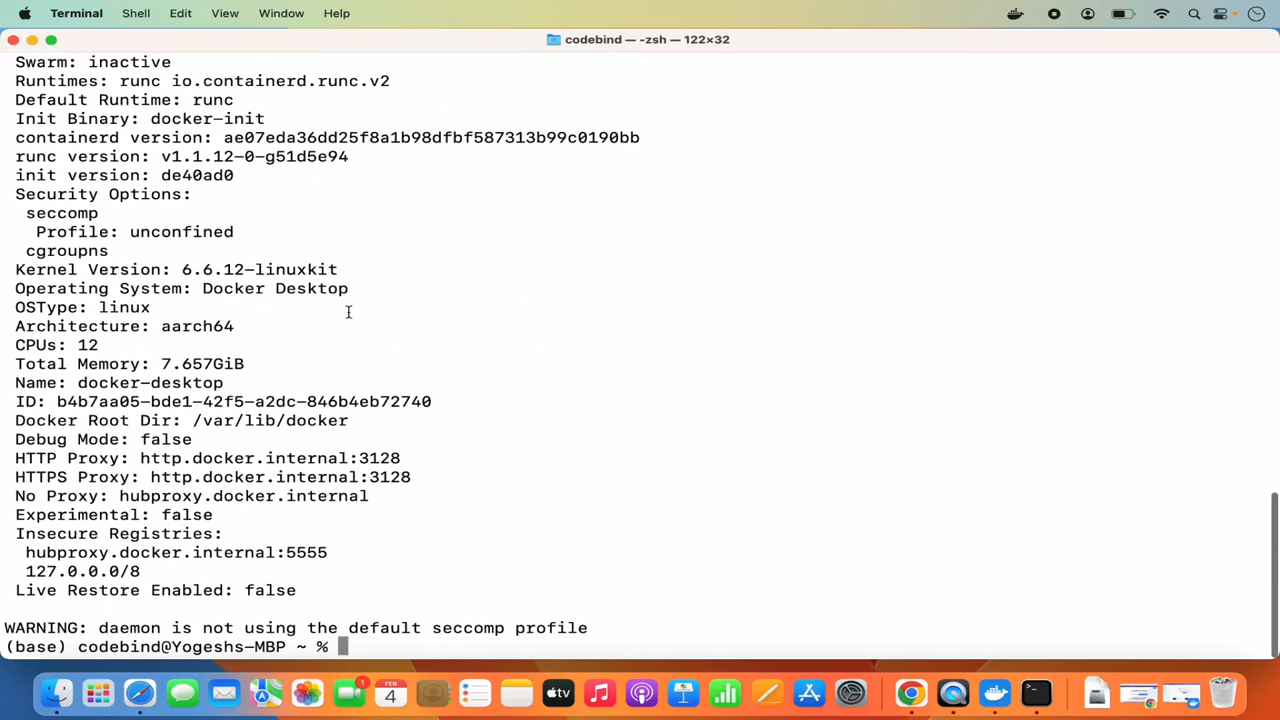 Terminal Shell Edit View Window Help
codebind — -zsh — 122×32
Swarm: inactive
Runtimes: runc io.containerd.runc.v2
Default Runtime: runc
Init Binary: docker-init
containerd version: ae07eda36dd25f8a1b98dfbf587313b99c0190bb
runc version: v1.1.12-0-g51d5e94
init version: de40ad0
Security Options:
seccomp
Profile: unconfined
cgroupns
Kernel Version: 6.6.12-linuxkit
Operating System: Docker Desktop
OSType: linux
Architecture: aarch64
CPUs: 12
Total Memory: 7.657GiB
Name: docker-desktop
ID: b4b7aa05-bde1-42f5-a2dc-846b4eb72740
Docker Root Dir: /var/lib/docker
Debug Mode: false
HTTP Proxy: http.docker.internal:3128
HTTPS Proxy: http.docker.internal:3128
No Proxy: hubproxy.docker.internal
Experimental: false
Insecure Registries:
hubproxy.docker.internal:5555
127.0.0.0/8
Live Restore Enabled: false
WARNING: daemon is not using the default seccomp profile
(base) codebind@Yogeshs-MBP ~ %
1
FEB
4
tv